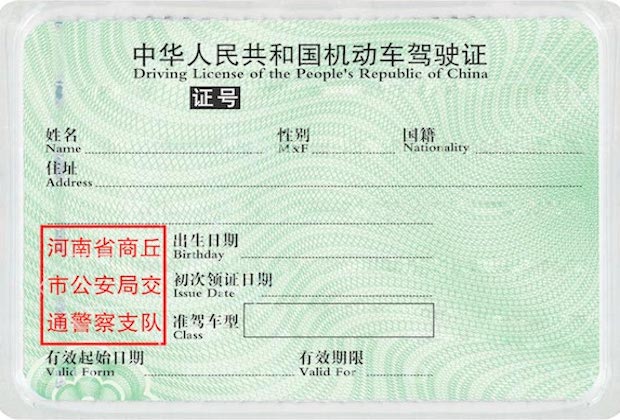 中华人民共和国机动车驾驶证
Driving License of the People's Republic of China
证号
姓名 性别 国籍
Name M&F Nationality
住址
Address
河南省商丘
市公安局交
通警察支队
出生日期
Birthday
初次领证日期
Issue Date
准驾车型
Class
有效起始日期 有效期限
Valid Form Valid For